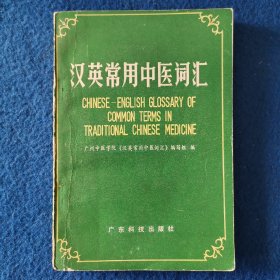 汉英常用中医词汇
CHINESE-ENGLISH GLOSSARY OF
COMMON TERMS IN
TRADITIONAL CHINESE MEDICINE
广州中医学院《汉英常用中医词汇》编写组 编
广东科技出版社